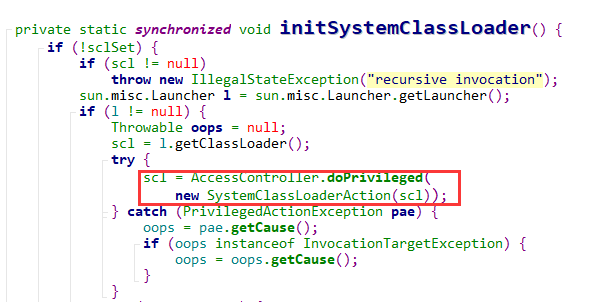 private static synchronized void initSystemClassLoader() {
if (!sclSet) {
if (scl != null)
throw new IllegalStateException("recursive invocation");
sun.misc.Launcher l = sun.misc.Launcher.getLauncher();
if (l != null) {
Throwable oops = null;
scl = l.getClassLoader();
try {
scl = AccessController.doPrivileged(
new SystemClassLoaderAction(scl));
} catch (PrivilegedActionException pae) {
oops = pae.getCause();
if (oops instanceof InvocationTargetException) {
oops = oops.getCause();
}
}